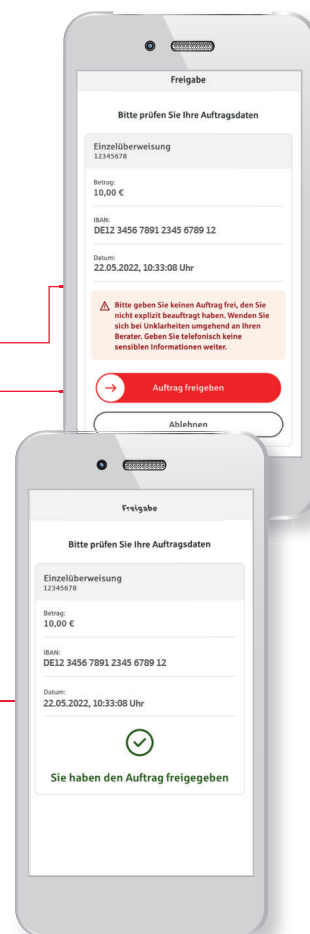 Freigabe
Bitte prüfen Sie Ihre Auftragsdaten
Einzelüberweisung
12345678
Betrag:
10,00 €
IBAN:
DE12 3456 7891 2345 6789 12
Datum:
22.05.2022, 10:33:08 Uhr
Bitte geben Sie keinen Auftrag frei, den Sie
nicht explizit beauftragt haben. Wenden Sie
sich bei Unklarheiten umgehend an Ihren
Berater. Geben Sie telefonisch keine
sensiblen Informationen weiter.
Auftrag freigeben
Ablehnen
Freigabe
Bitte prüfen Sie Ihre Auftragsdaten
Einzelüberweisung
12345678
Betrag:
10,00 €
IBAN:
DE12 3456 7891 2345 6789 12
Datum:
22.05.2022, 10:33:08 Uhr
Sie haben den Auftrag freigegeben